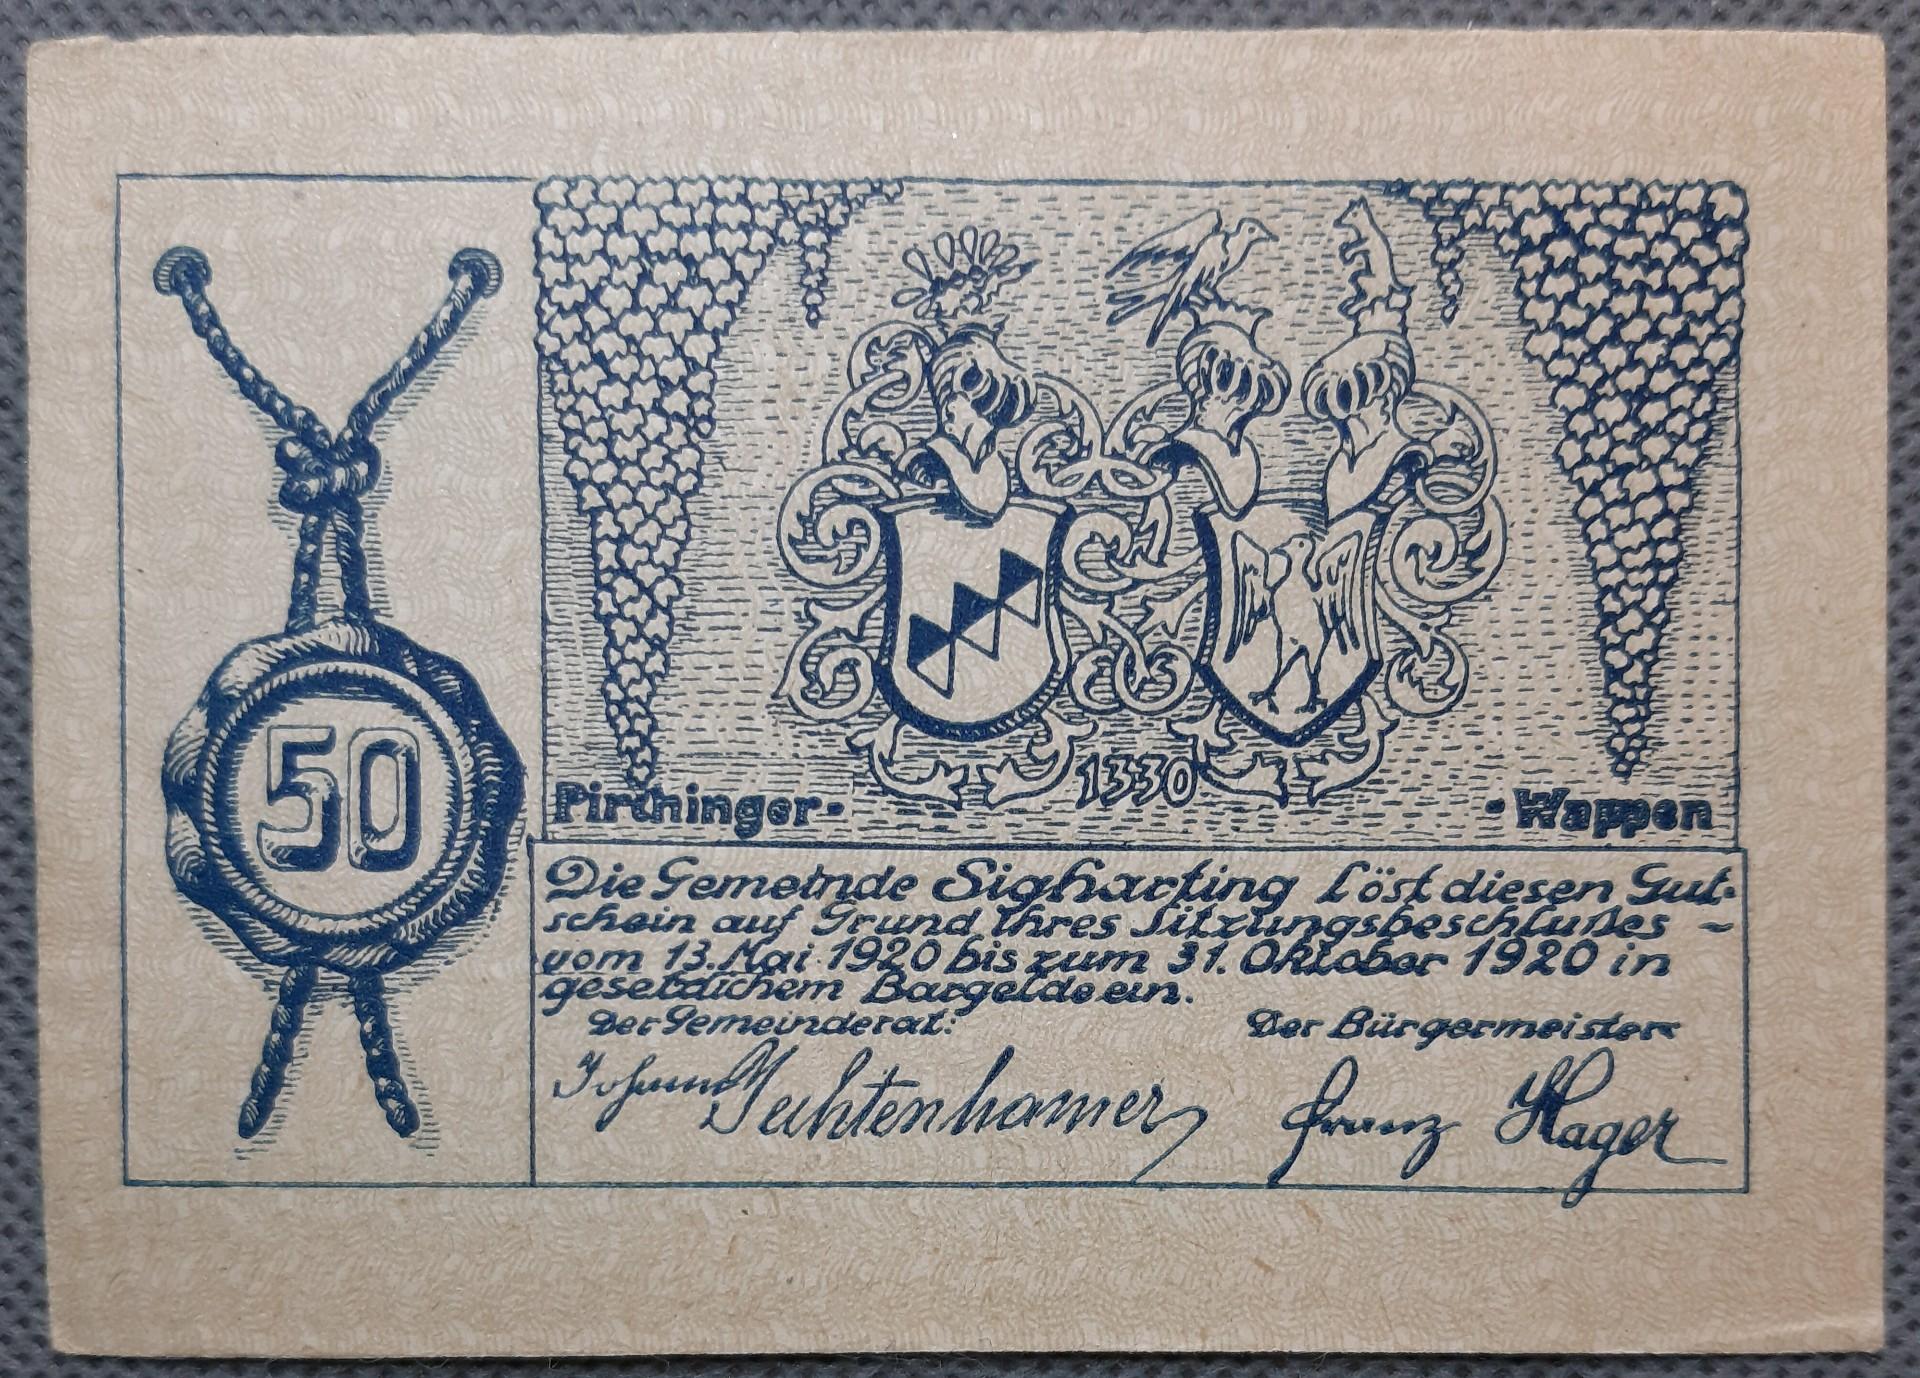 50
1330
Pirchinger- -Wappen
Die Gemeinde Sigharting löst diesen Gut-
schein auf Grund ihres Sitzungsbeschlußes -
vom 13. Mai 1920 bis zum 31. Oktober 1920 in
gesetzlichem Bargelde ein.
Der Gemeinderat: Der Bürgermeister:
Johann Franz Hager